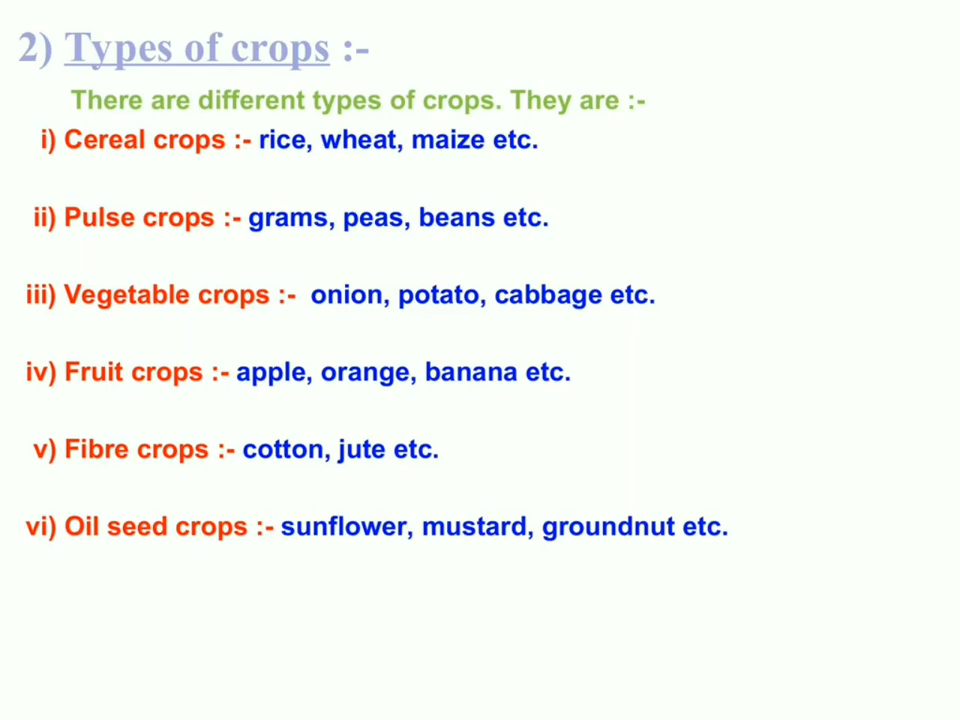 2) Types of crops :-
There are different types of crops. They are :-
i) Cereal crops :- rice, wheat, maize etc.
ii) Pulse crops :- grams, peas, beans etc.
iii) Vegetable crops :- onion, potato, cabbage etc.
iv) Fruit crops :- apple, orange, banana etc.
v) Fibre crops :- cotton, jute etc.
vi) Oil seed crops :- sunflower, mustard, groundnut etc.